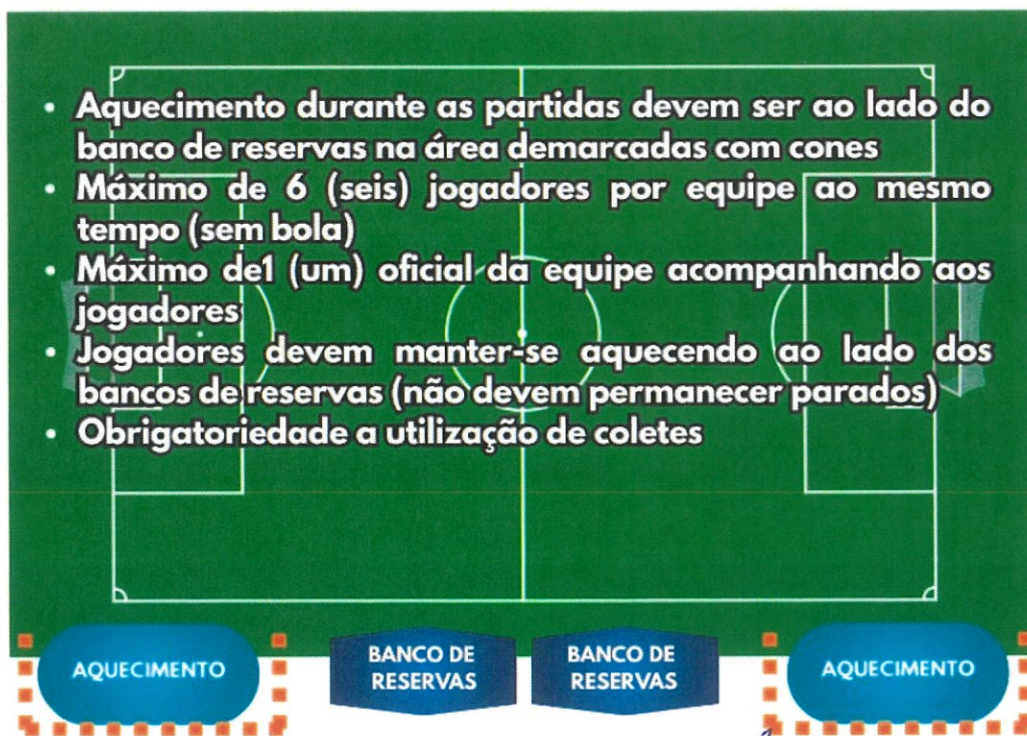 • Aquecimento durante as partidas devem ser ao lado do
banco de reservas na área demarcadas com cones
• Máximo de 6 (seis) jogadores por equipe ao mesmo
tempo (sem bola)
• Máximo de1 (um) oficial da equipe acompanhando aos
jogadores
• Jogadores devem manter-se aquecendo ao lado dos
bancos de reservas (não devem permanecer parados)
• Obrigatoriedade a utilização de coletes
AQUECIMENTO
BANCO DE
RESERVAS
BANCO DE
RESERVAS
AQUECIMENTO